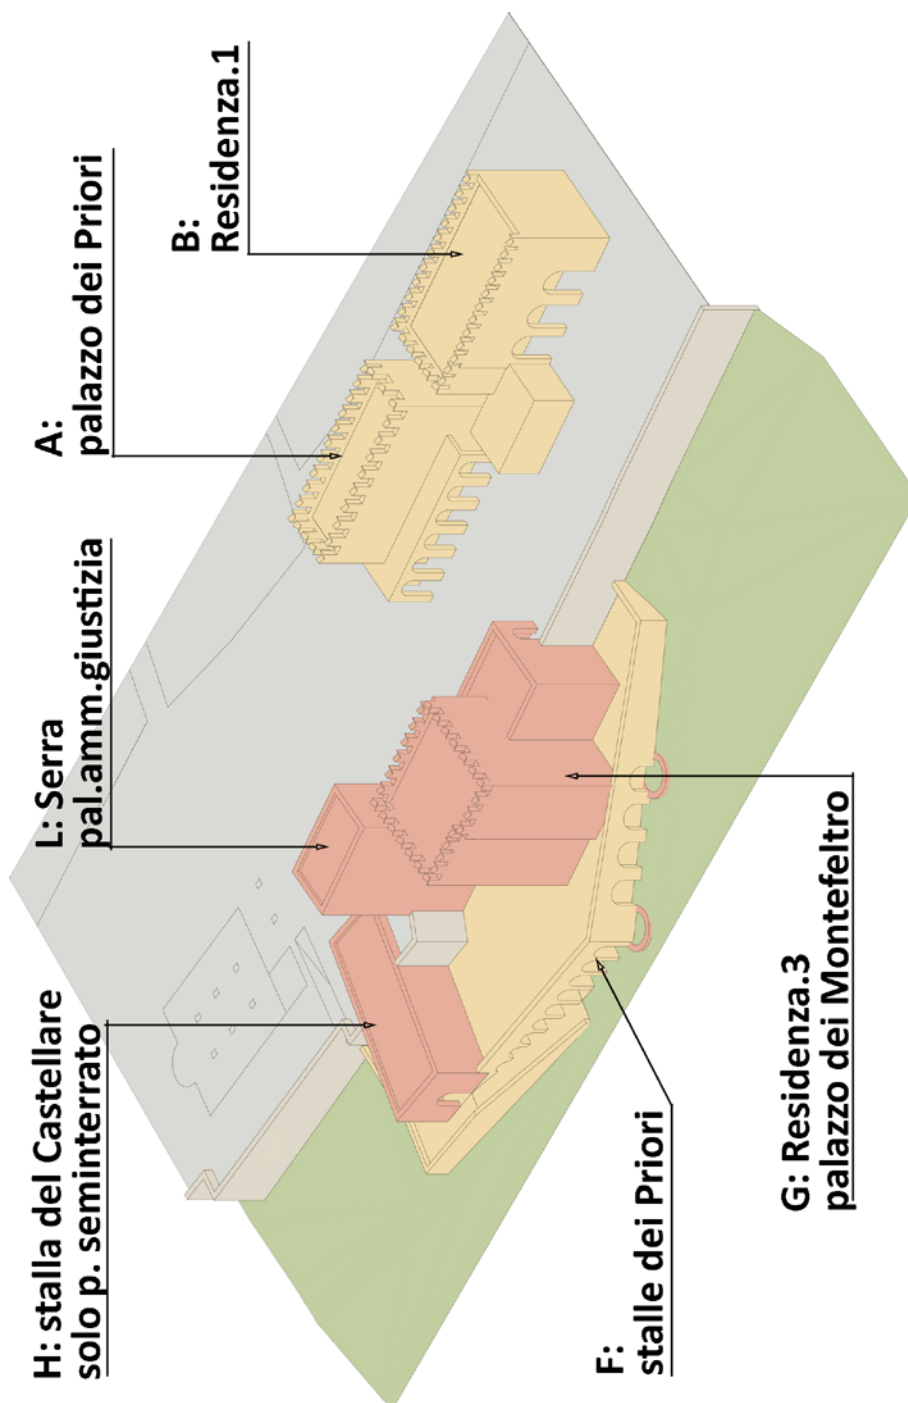 H: stalla del Castellare
solo p. seminterrato
L: Serra
pal.amm.giustizia
A:
palazzo dei Priori
B:
Residenza.1
F:
stalle dei Priori
G: Residenza.3
palazzo dei Montefeltro